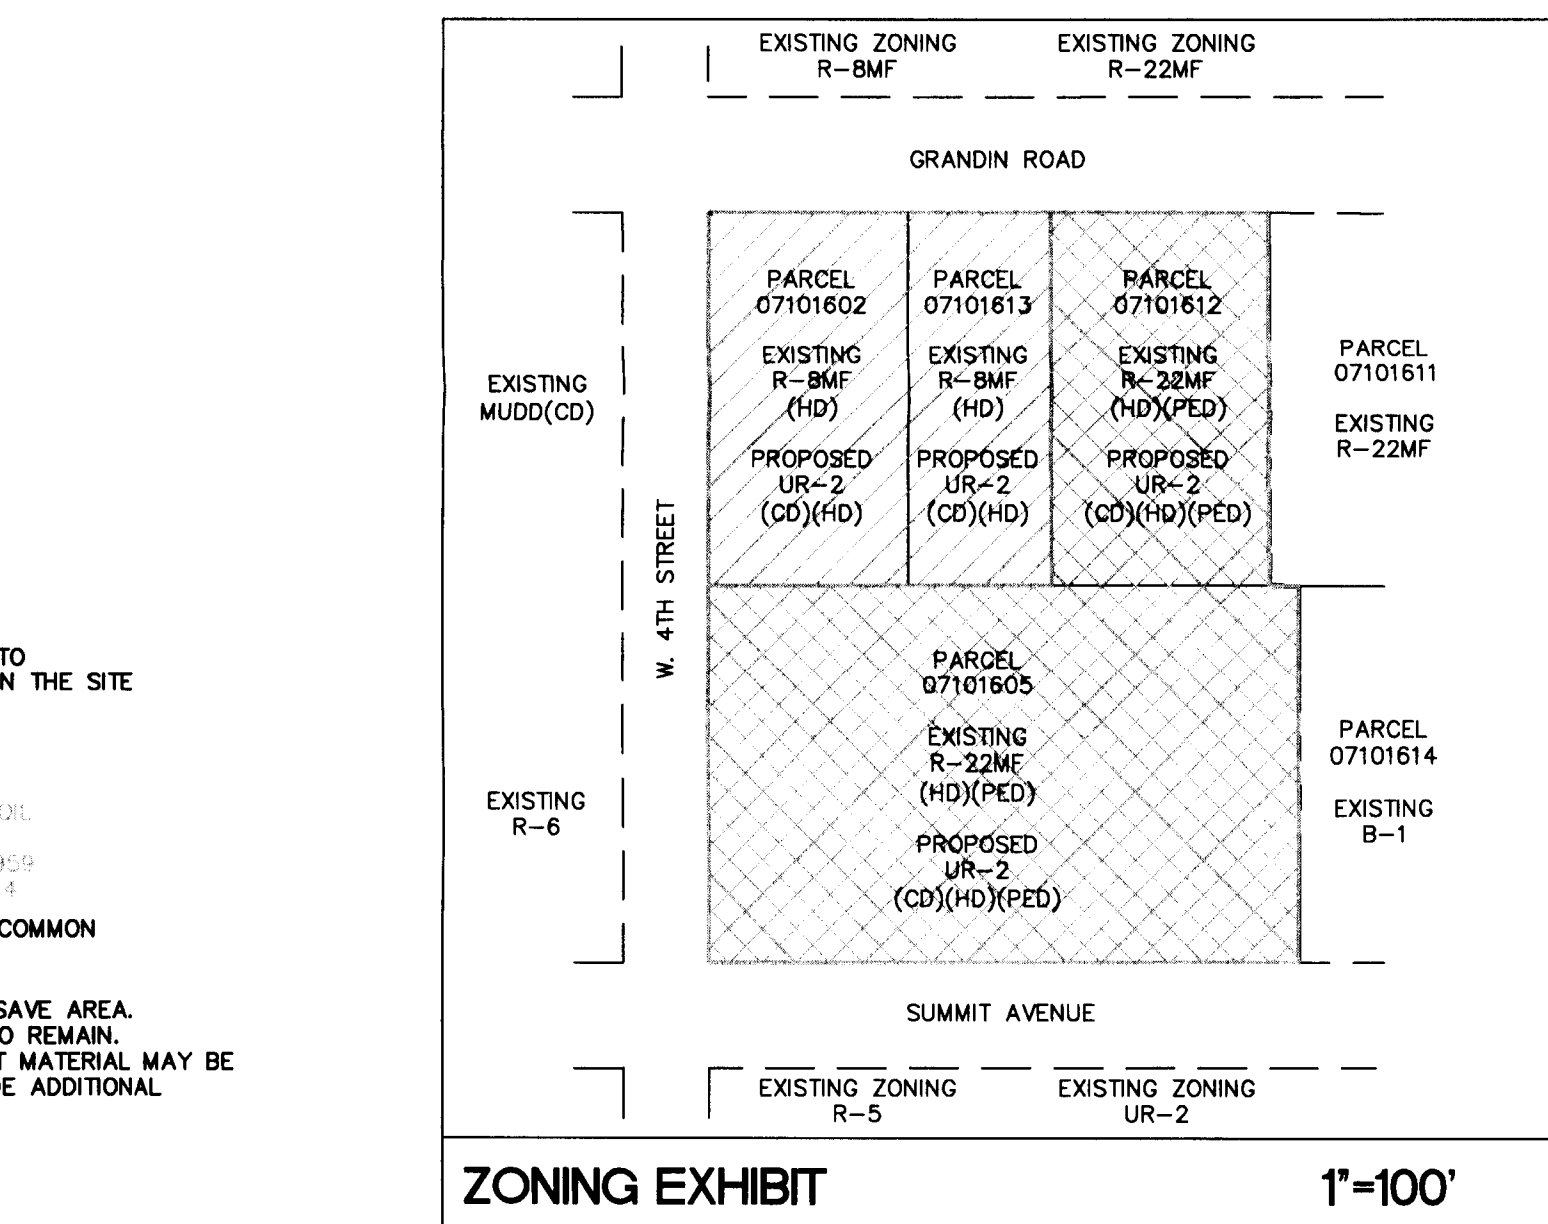 TO
N THE SITE
OIL
959
4
COMMON
SAVE AREA.
O REMAIN.
T MATERIAL MAY BE
DE ADDITIONAL
EXISTING ZONING
R-8MF
EXISTING ZONING
R-22MF
GRANDIN ROAD
PARCEL
07101602
EXISTING
R-8MF
(HD)
PROPOSED
UR-2
(CD)(HD)
PARCEL
07101613
EXISTING
R-8MF
(HD)
PROPOSED
UR-2
(CD)(HD)
PARCEL
07101612
EXISTING
R-22MF
(HD)(PED)
PROPOSED
UR-2
(CD)(HD)(PED)
PARCEL
07101611
EXISTING
R-22MF
EXISTING
MUDD(CD)
W. 4TH STREET
PARCEL
07101605
EXISTING
R-22MF
(HD)(PED)
PROPOSED
UR-2
(CD)(HD)(PED)
PARCEL
07101614
EXISTING
B-1
EXISTING
R-6
SUMMIT AVENUE
EXISTING ZONING
R-5
EXISTING ZONING
UR-2
ZONING EXHIBIT
1"=100'